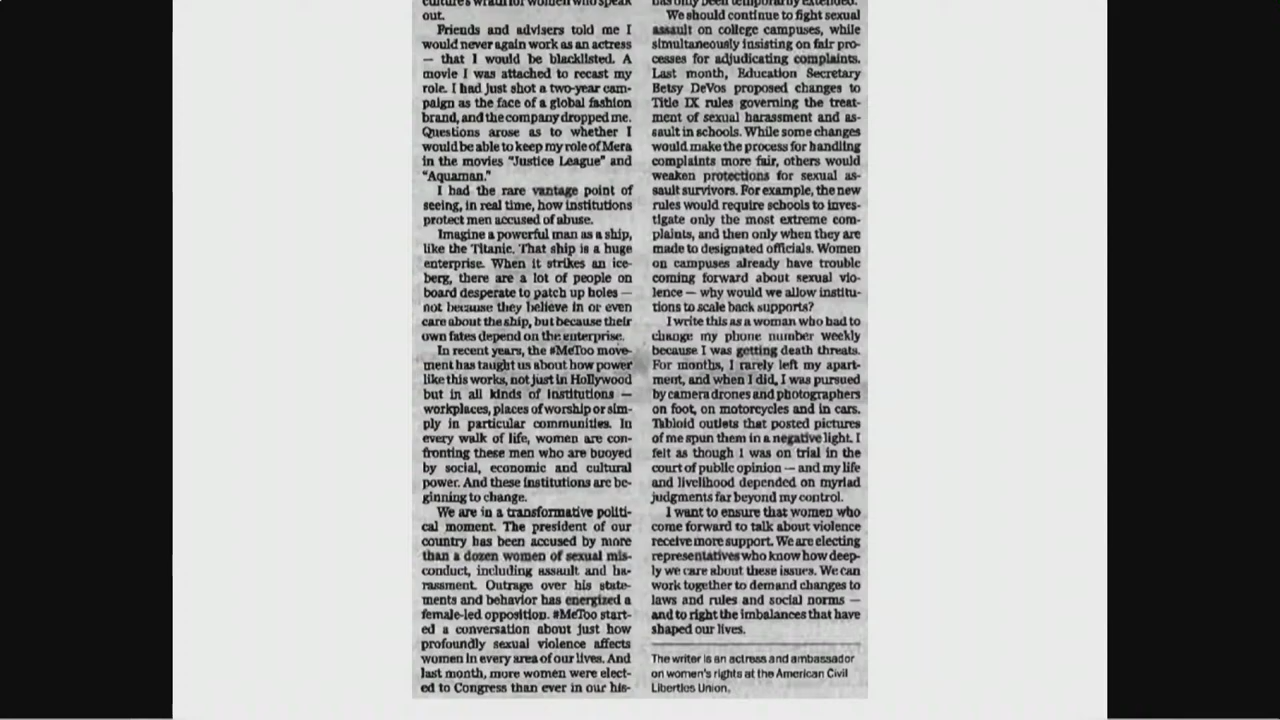 culture's wrath for women who speak
out.
Friends and advisers told me I
would never again work as an actress
— that I would be blacklisted. A
movie I was attached to recast my
role. I had just shot a two-year cam-
paign as the face of a global fashion
brand, and the company dropped me.
Questions arose as to whether I
would be able to keep my role of Mera
in the movies "Justice League" and
"Aquaman."
I had the rare vantage point of
seeing, in real time, how institutions
protect men accused of abuse.
Imagine a powerful man as a ship,
like the Titanic. That ship is a huge
enterprise. When it strikes an ice-
berg, there are a lot of people on
board desperate to patch up holes —
not because they believe in or even
care about the ship, but because their
own fates depend on the enterprise.
In recent years, the #MeToo move-
ment has taught us about how power
like this works, not just in Hollywood
but in all kinds of institutions —
workplaces, places of worship or sim-
ply in particular communities. In
every walk of life, women are con-
fronting these men who are buoyed
by social, economic and cultural
power. And these institutions are be-
ginning to change.
We are in a transformative politi-
cal moment. The president of our
country has been accused by more
than a dozen women of sexual mis-
conduct, including assault and ha-
rassment. Outrage over his state-
ments and behavior has energized a
female-led opposition. #MeToo start-
ed a conversation about just how
profoundly sexual violence affects
women in every area of our lives. And
last month, more women were elect-
ed to Congress than ever in our his-
has only been temporarily extended.
We should continue to fight sexual
assault on college campuses, while
simultaneously insisting on fair pro-
cesses for adjudicating complaints.
Last month, Education Secretary
Betsy DeVos proposed changes to
Title IX rules governing the treat-
ment of sexual harassment and as-
sault in schools. While some changes
would make the process for handling
complaints more fair, others would
weaken protections for sexual as-
sault survivors. For example, the new
rules would require schools to inves-
tigate only the most extreme com-
plaints, and then only when they are
made to designated officials. Women
on campuses already have trouble
coming forward about sexual vio-
lence — why would we allow institu-
tions to scale back supports?
I write this as a woman who had to
change my phone number weekly
because I was getting death threats.
For months, I rarely left my apart-
ment, and when I did, I was pursued
by camera drones and photographers
on foot, on motorcycles and in cars.
Tabloid outlets that posted pictures
of me spun them in a negative light. I
felt as though I was on trial in the
court of public opinion — and my life
and livelihood depended on myriad
judgments far beyond my control.
I want to ensure that women who
come forward to talk about violence
receive more support. We are electing
representatives who know how deep-
ly we care about these issues. We can
work together to demand changes to
laws and rules and social norms —
and to right the imbalances that have
shaped our lives.
The writer is an actress and ambassador
on women's rights at the American Civil
Liberties Union.